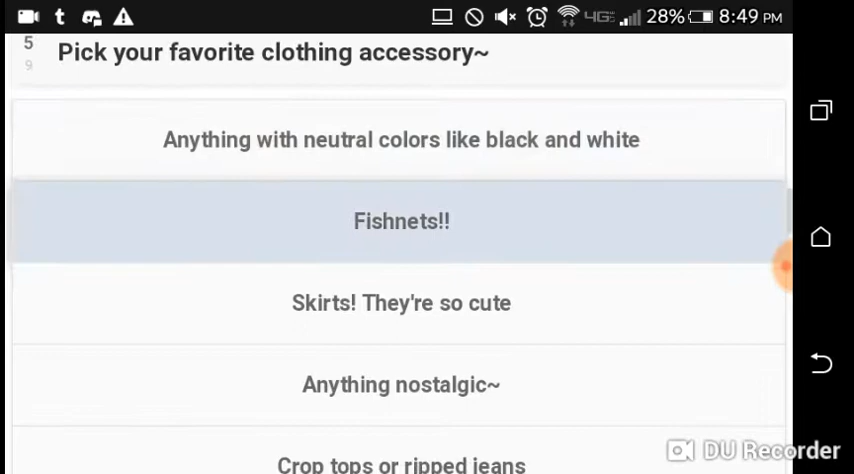 4G 28% 8:49 PM
5 Pick your favorite clothing accessory~
9
Anything with neutral colors like black and white
Fishnets!!
Skirts! They're so cute
Anything nostalgic~
Crop tops or ripped jeans
DU Recorder